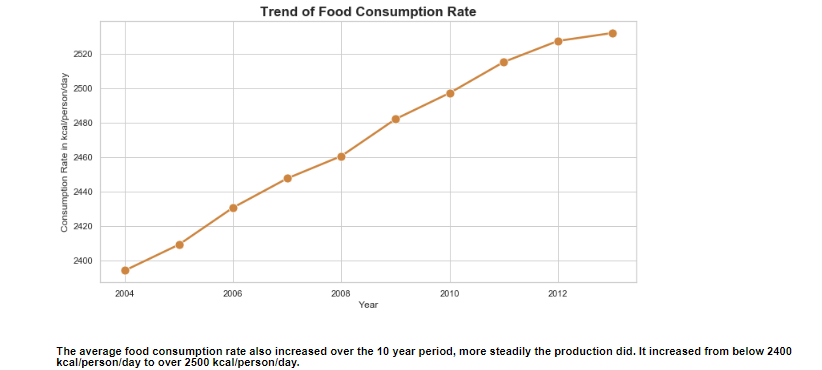 Trend of Food Consumption Rate
Consumption Rate in kcal/person/day
2520
2500
2480
2460
2440
2420
2400
2004
2006
2008
2010
2012
Year
The average food consumption rate also increased over the 10 year period, more steadily the production did. It increased from below 2400
kcal/person/day to over 2500 kcal/person/day.